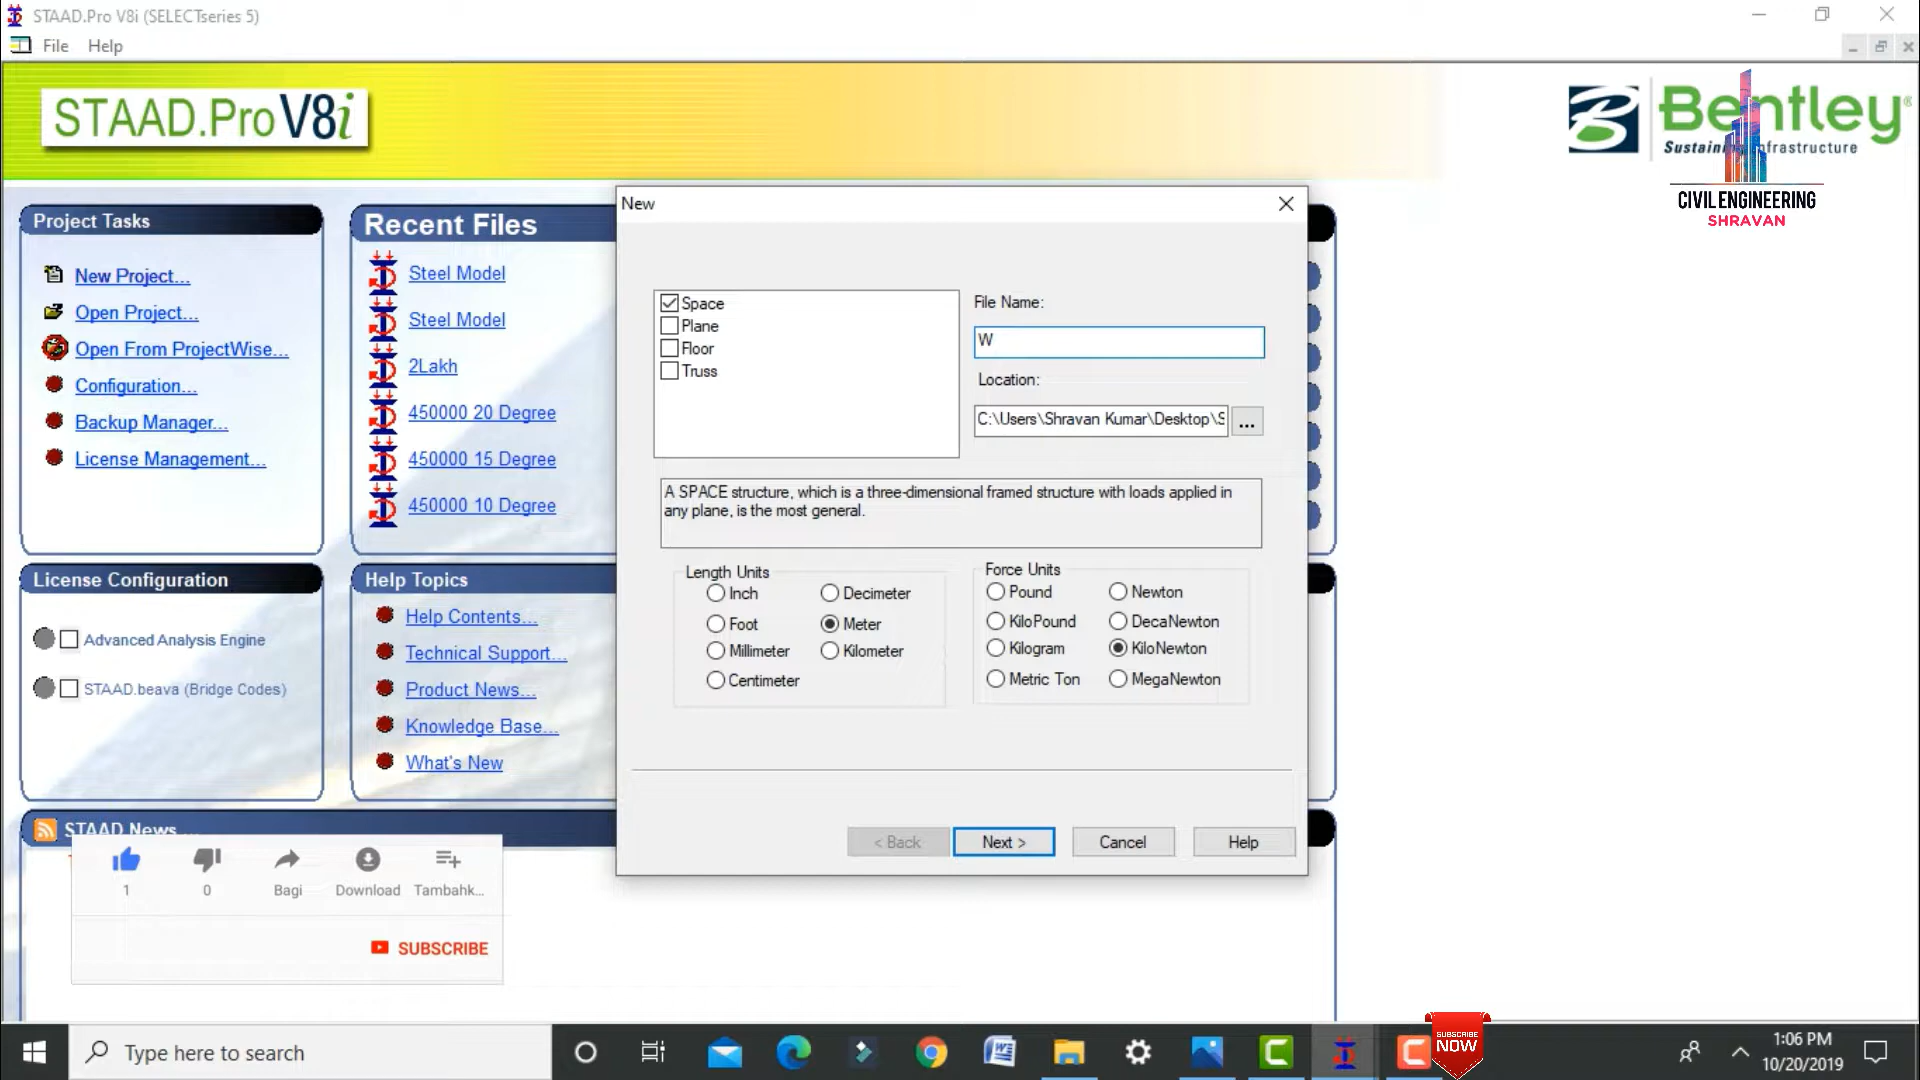 STAAD.Pro V8i (SELECTseries 5)
File Help
STAAD.Pro V8i
Bentley®
Sustaining Infrastructure
CIVIL ENGINEERING
SHRAVAN
Project Tasks
New Project...
Open Project...
Open From ProjectWise...
Configuration...
Backup Manager...
License Management...
Recent Files
Steel Model
Steel Model
2Lakh
450000 20 Degree
450000 15 Degree
450000 10 Degree
License Configuration
Advanced Analysis Engine
STAAD.beava (Bridge Codes)
Help Topics
Help Contents...
Technical Support...
Product News...
Knowledge Base...
What's New
New
Space
Plane
Floor
Truss
File Name:
W
Location:
C:\Users\Shravan Kumar\Desktop\S
...
A SPACE structure, which is a three-dimensional framed structure with loads applied in
any plane, is the most general.
Length Units
Inch Decimeter
Foot Meter
Millimeter Kilometer
Centimeter
Force Units
Pound Newton
KiloPound DecaNewton
Kilogram KiloNewton
Metric Ton MegaNewton
< Back Next > Cancel Help
STAAD News ...
1 0 Bagi Download Tambahk...
SUBSCRIBE
Type here to search
SUBSCRIBE
NOW
1:06 PM
10/20/2019